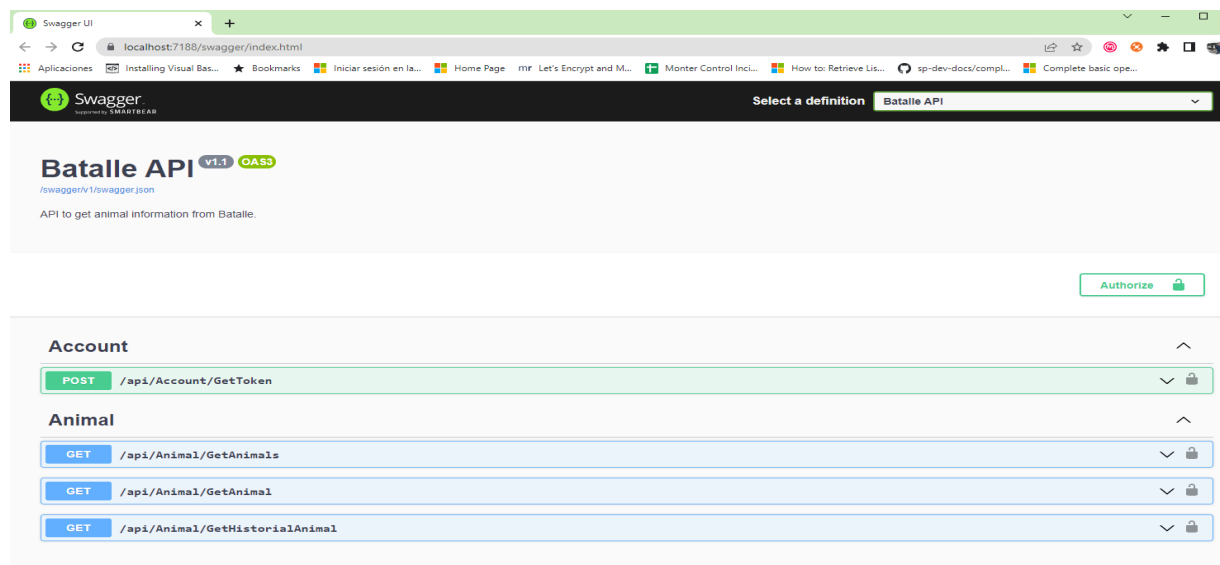 Swagger UI
localhost:7188/swagger/index.html
Aplicaciones Installing Visual Bas... Bookmarks Iniciar sesión en la... Home Page mr Let's Encrypt and M... Monter Control Inci... How to: Retrieve Lis... sp-dev-docs/compl... Complete basic ope...
Swagger.
Supported by SMARTBEAR
Select a definition Batalle API
Batalle API v1.1 OAS3
/swagger/v1/swagger.json
API to get animal information from Batalle.
Authorize
Account
POST /api/Account/GetToken
Animal
GET /api/Animal/GetAnimals
GET /api/Animal/GetAnimal
GET /api/Animal/GetHistorialAnimal